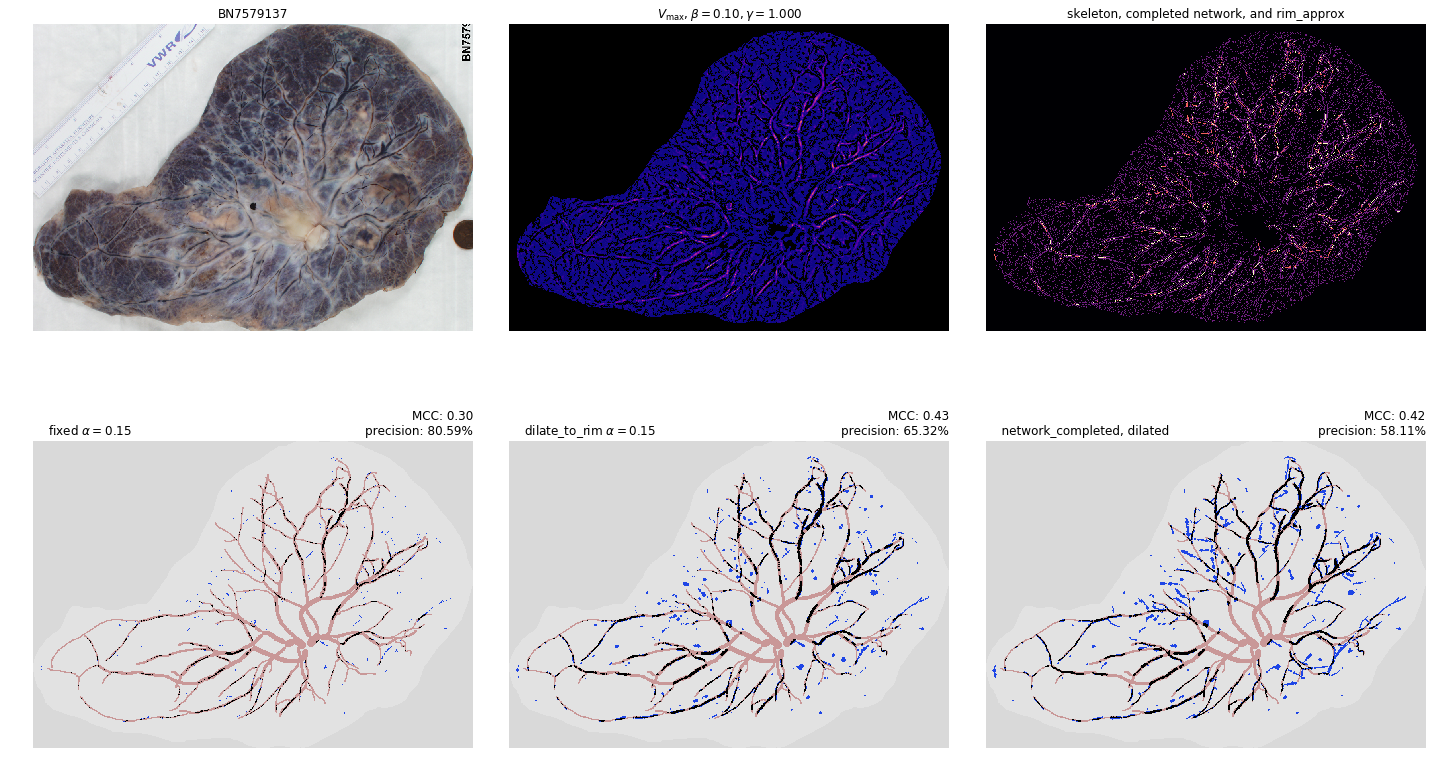 BN7579137
V_max, β = 0.10, γ = 1.000
skeleton, completed network, and rim_approx
VWR
BN7579
MCC: 0.30
fixed α = 0.15 precision: 80.59%
MCC: 0.43
dilate_to_rim α = 0.15 precision: 65.32%
MCC: 0.42
network_completed, dilated precision: 58.11%